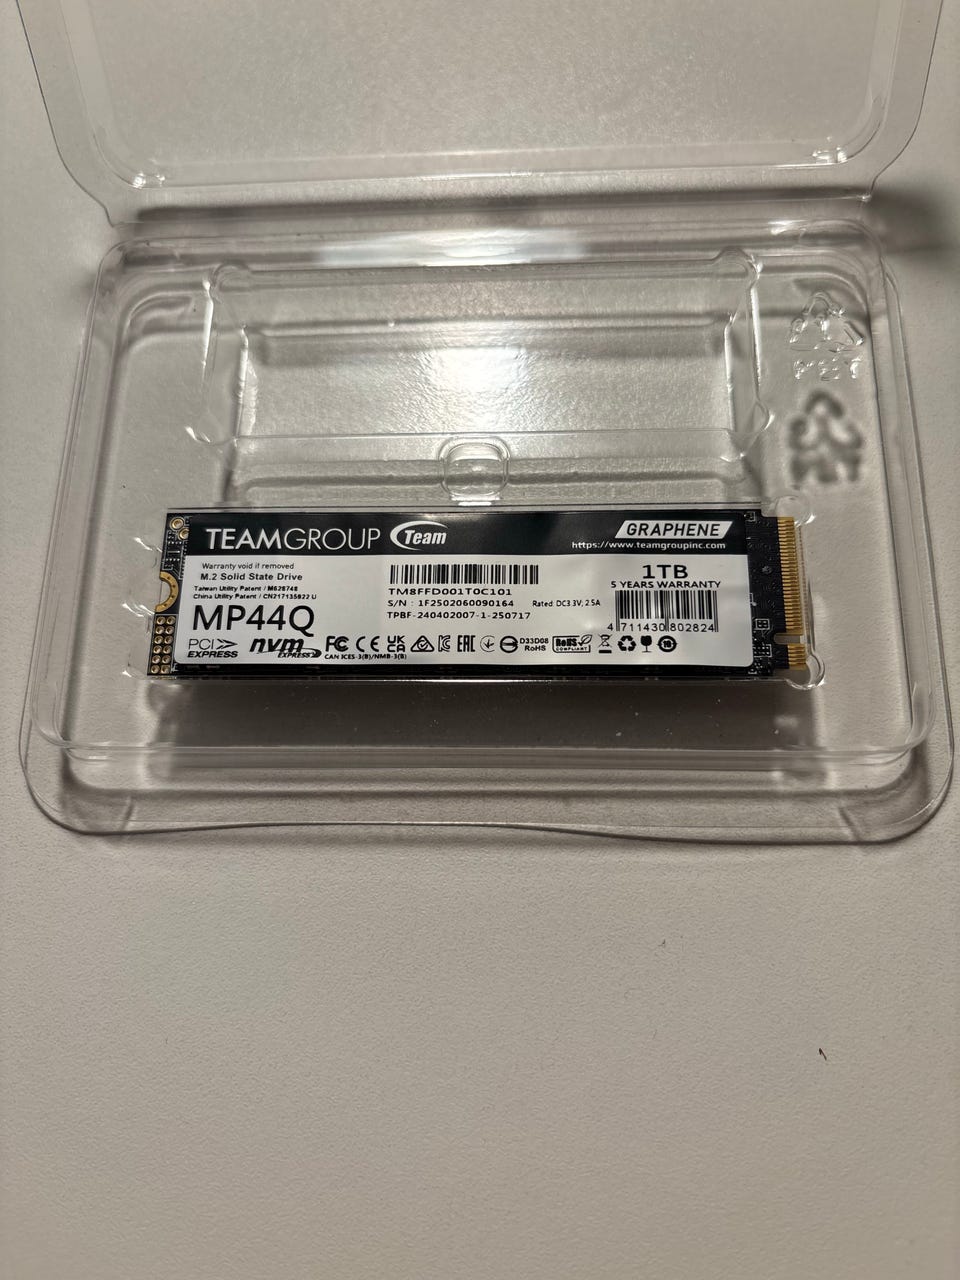 TEAMGROUP Team
GRAPHENE
https://www.teamgroupinc.com
Warranty void if removed
M.2 Solid State Drive
Taiwan Utility Patent / M628748
China Utility Patent / CN217135922 U
MP44Q
PCI EXPRESS
nvm EXPRESS
TM8FFD001T0C101
S/N : 1F2502060090164
Rated: DC3.3V, 2.5A
TPBF-240402007-1-250717
1TB
5 YEARS WARRANTY
4 711430 802824
FC CE UK CA EAC D33D08 RoHS RoHS COMPLIANT
CAN ICES-3(B)/NMB-3(B)